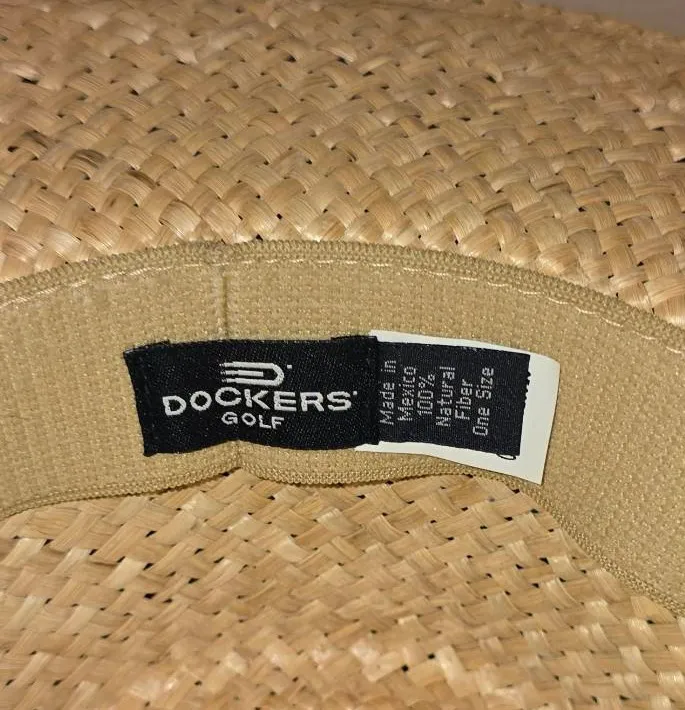 DOCKERS
GOLF
Made in
Mexico
100%
Natural
Fiber
One Size